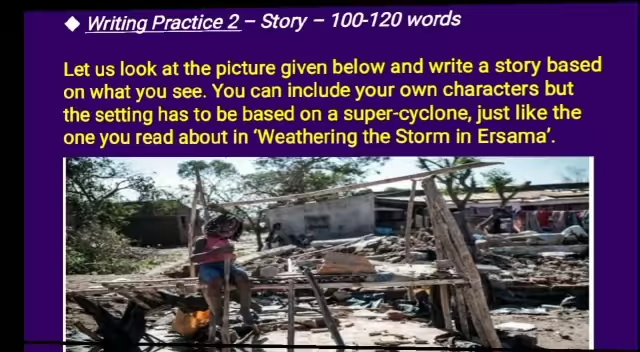 ◆ Writing Practice 2 – Story – 100-120 words
Let us look at the picture given below and write a story based
on what you see. You can include your own characters but
the setting has to be based on a super-cyclone, just like the
one you read about in ‘Weathering the Storm in Ersama’.